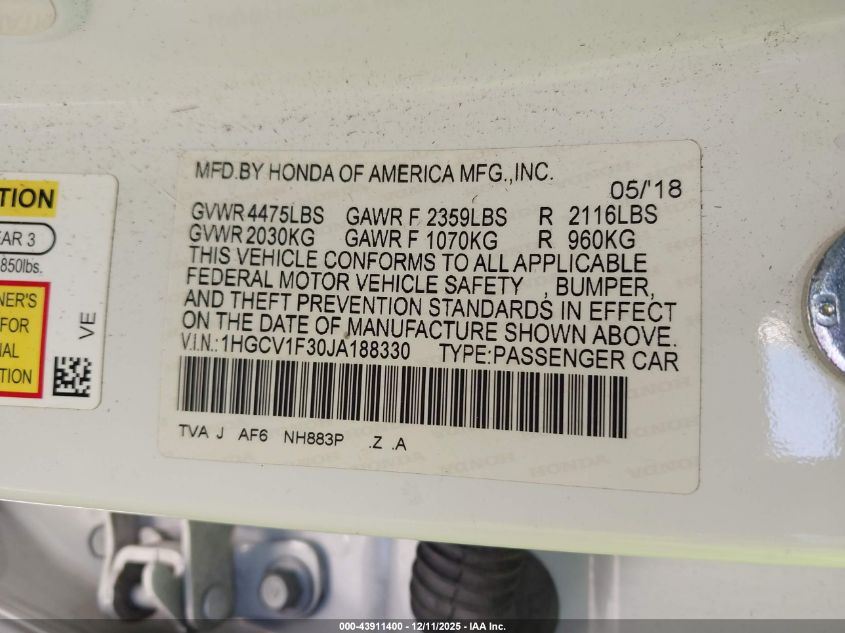 TION
EAR 3
850lbs.
NER'S
FOR
IAL
TION
VE
MFD.BY HONDA OF AMERICA MFG.,INC.
05/'18
GVWR 4475LBS GAWR F 2359LBS R 2116LBS
GVWR 2030KG GAWR F 1070KG R 960KG
THIS VEHICLE CONFORMS TO ALL APPLICABLE
FEDERAL MOTOR VEHICLE SAFETY , BUMPER,
AND THEFT PREVENTION STANDARDS IN EFFECT
ON THE DATE OF MANUFACTURE SHOWN ABOVE.
V.I.N.:1HGCV1F30JA188330 TYPE:PASSENGER CAR
TVA J AF6 NH883P .Z .A
000-43911400 - 12/11/2025 - IAA Inc.